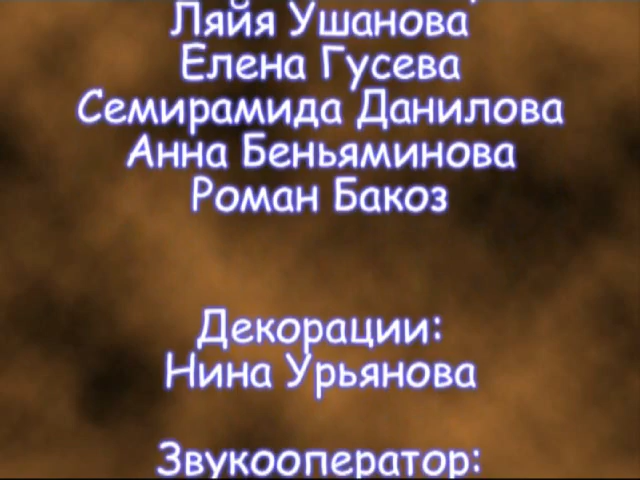 Ляйя Ушанова
Елена Гусева
Семирамида Данилова
Анна Беньяминова
Роман Бакоз
Декорации:
Нина Урьянова
Звукооператор: